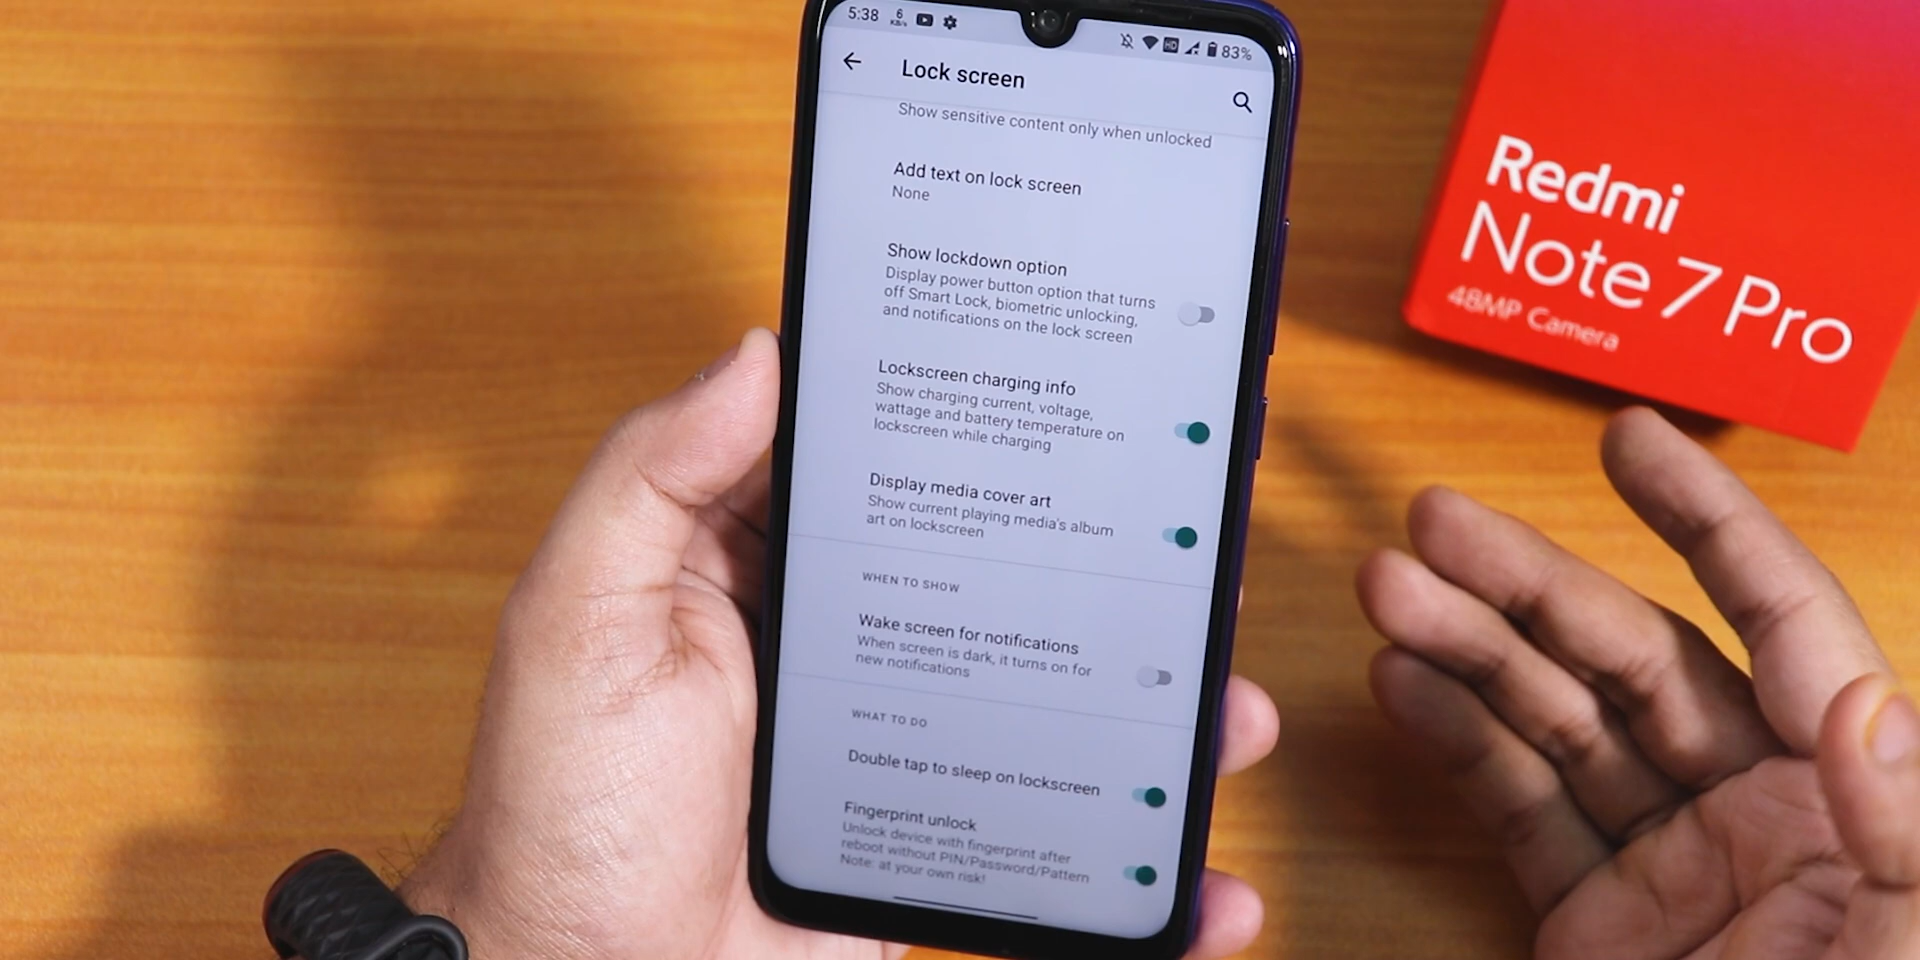 5:38 6 KB/s HD 83%
Lock screen
Show sensitive content only when unlocked
Add text on lock screen
None
Show lockdown option
Display power button option that turns
off Smart Lock, biometric unlocking,
and notifications on the lock screen
Lockscreen charging info
Show charging current, voltage,
wattage and battery temperature on
lockscreen while charging
Display media cover art
Show current playing media's album
art on lockscreen
WHEN TO SHOW
Wake screen for notifications
When screen is dark, it turns on for
new notifications
WHAT TO DO
Double tap to sleep on lockscreen
Fingerprint unlock
Unlock device with fingerprint after
reboot without PIN/Password/Pattern
Note: at your own risk!
Redmi
Note 7 Pro
48MP Camera